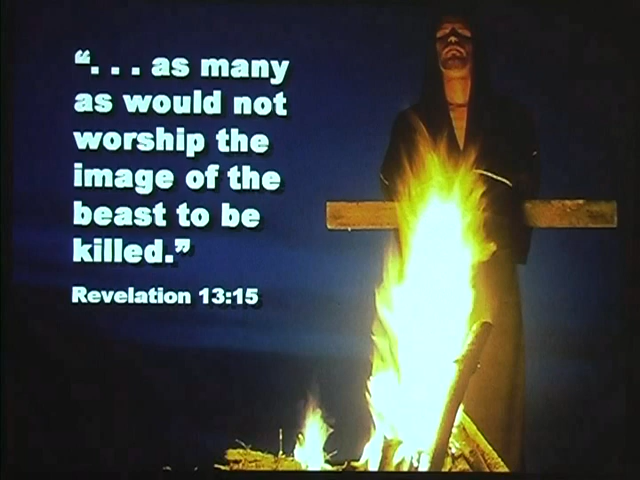 “. . . as many
as would not
worship the
image of the
beast to be
killed.”
Revelation 13:15